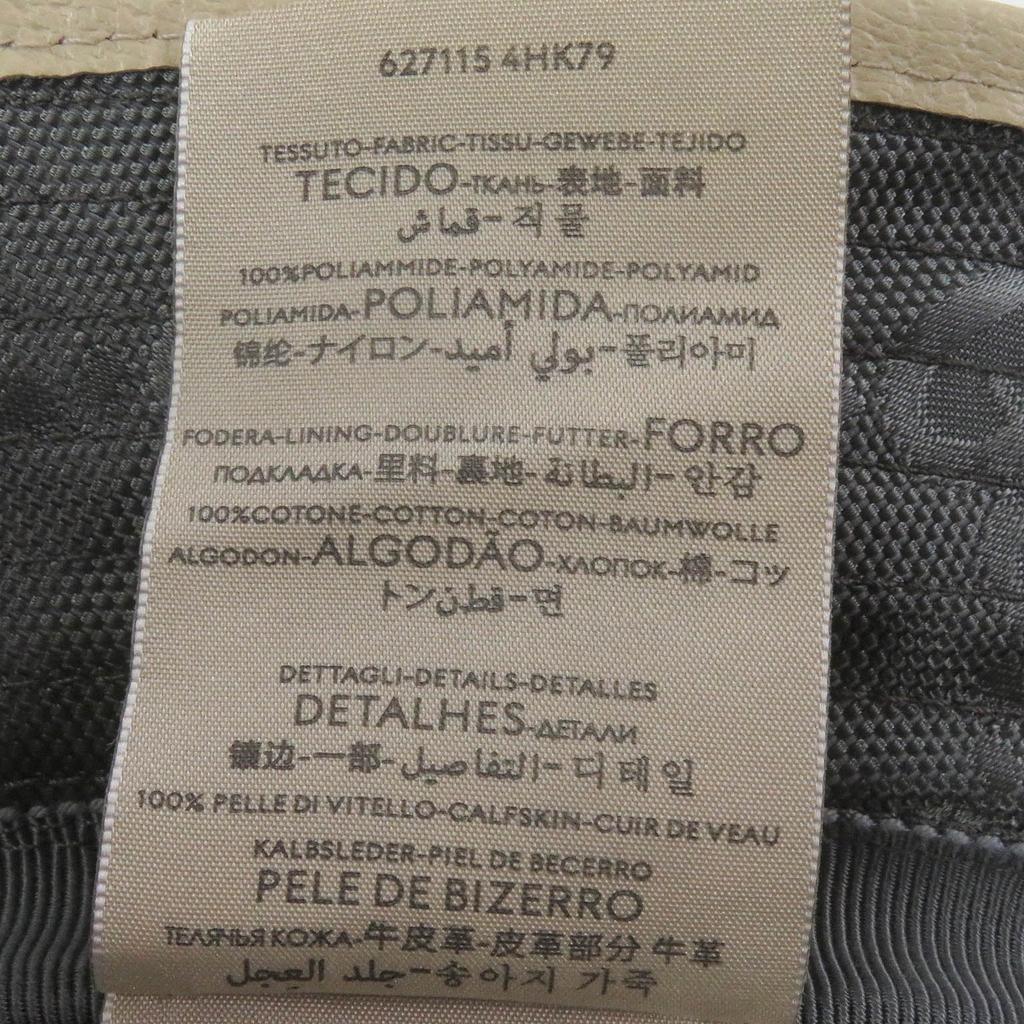 627115 4HK79
TESSUTO-FABRIC-TISSU-GEWEBE-TEJIDO
TECIDO-ТКАНЬ-表地-面料
قماش-직물
100%POLIAMMIDE-POLYAMIDE-POLYAMID
POLIAMIDA-POLIAMIDA-ПОЛИАМИД
锦纶-ナイロン-بولي أميد-폴리아미
FODERA-LINING-DOUBLURE-FUTTER-FORRO
ПОДКЛАДКА-里料-裏地-البطانة-안감
100%COTONE-COTTON-COTON-BAUMWOLLE
ALGODON-ALGODÃO-ХЛОПОК-棉-コッ
トン-قطن-면
DETTAGLI-DETAILS-DETALLES
DETALHES-ДЕТАЛИ
镶边-一部-التفاصيل-디테일
100% PELLE DI VITELLO-CALFSKIN-CUIR DE VEAU
KALBSLEDER-PIEL DE BECERRO
PELE DE BIZERRO
ТЕЛЯЧЬЯ КОЖА-牛皮革-皮革部分 牛革
جلد العجل-송아지 가죽